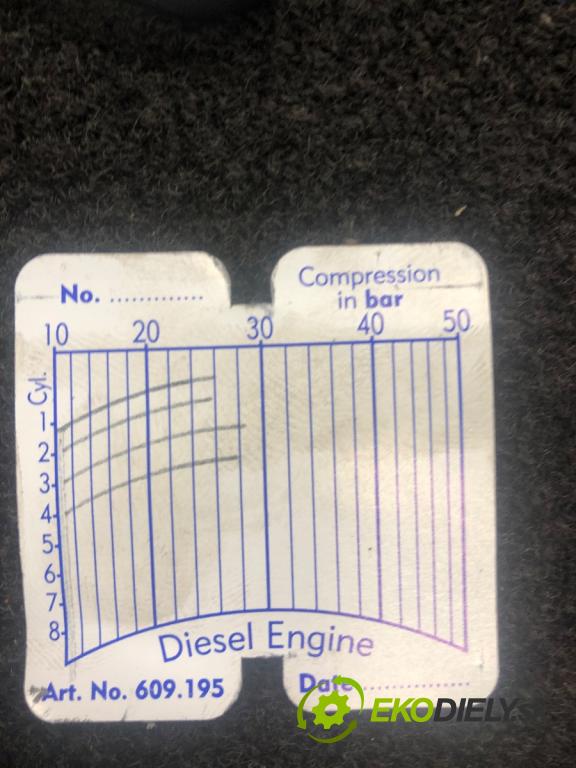 No. .............
Compression
in bar
10 20 30 40 50
Cyl.
1
2
3
4
5
6
7
8
Diesel Engine
Art. No. 609.195
Date ................
EKODIELY